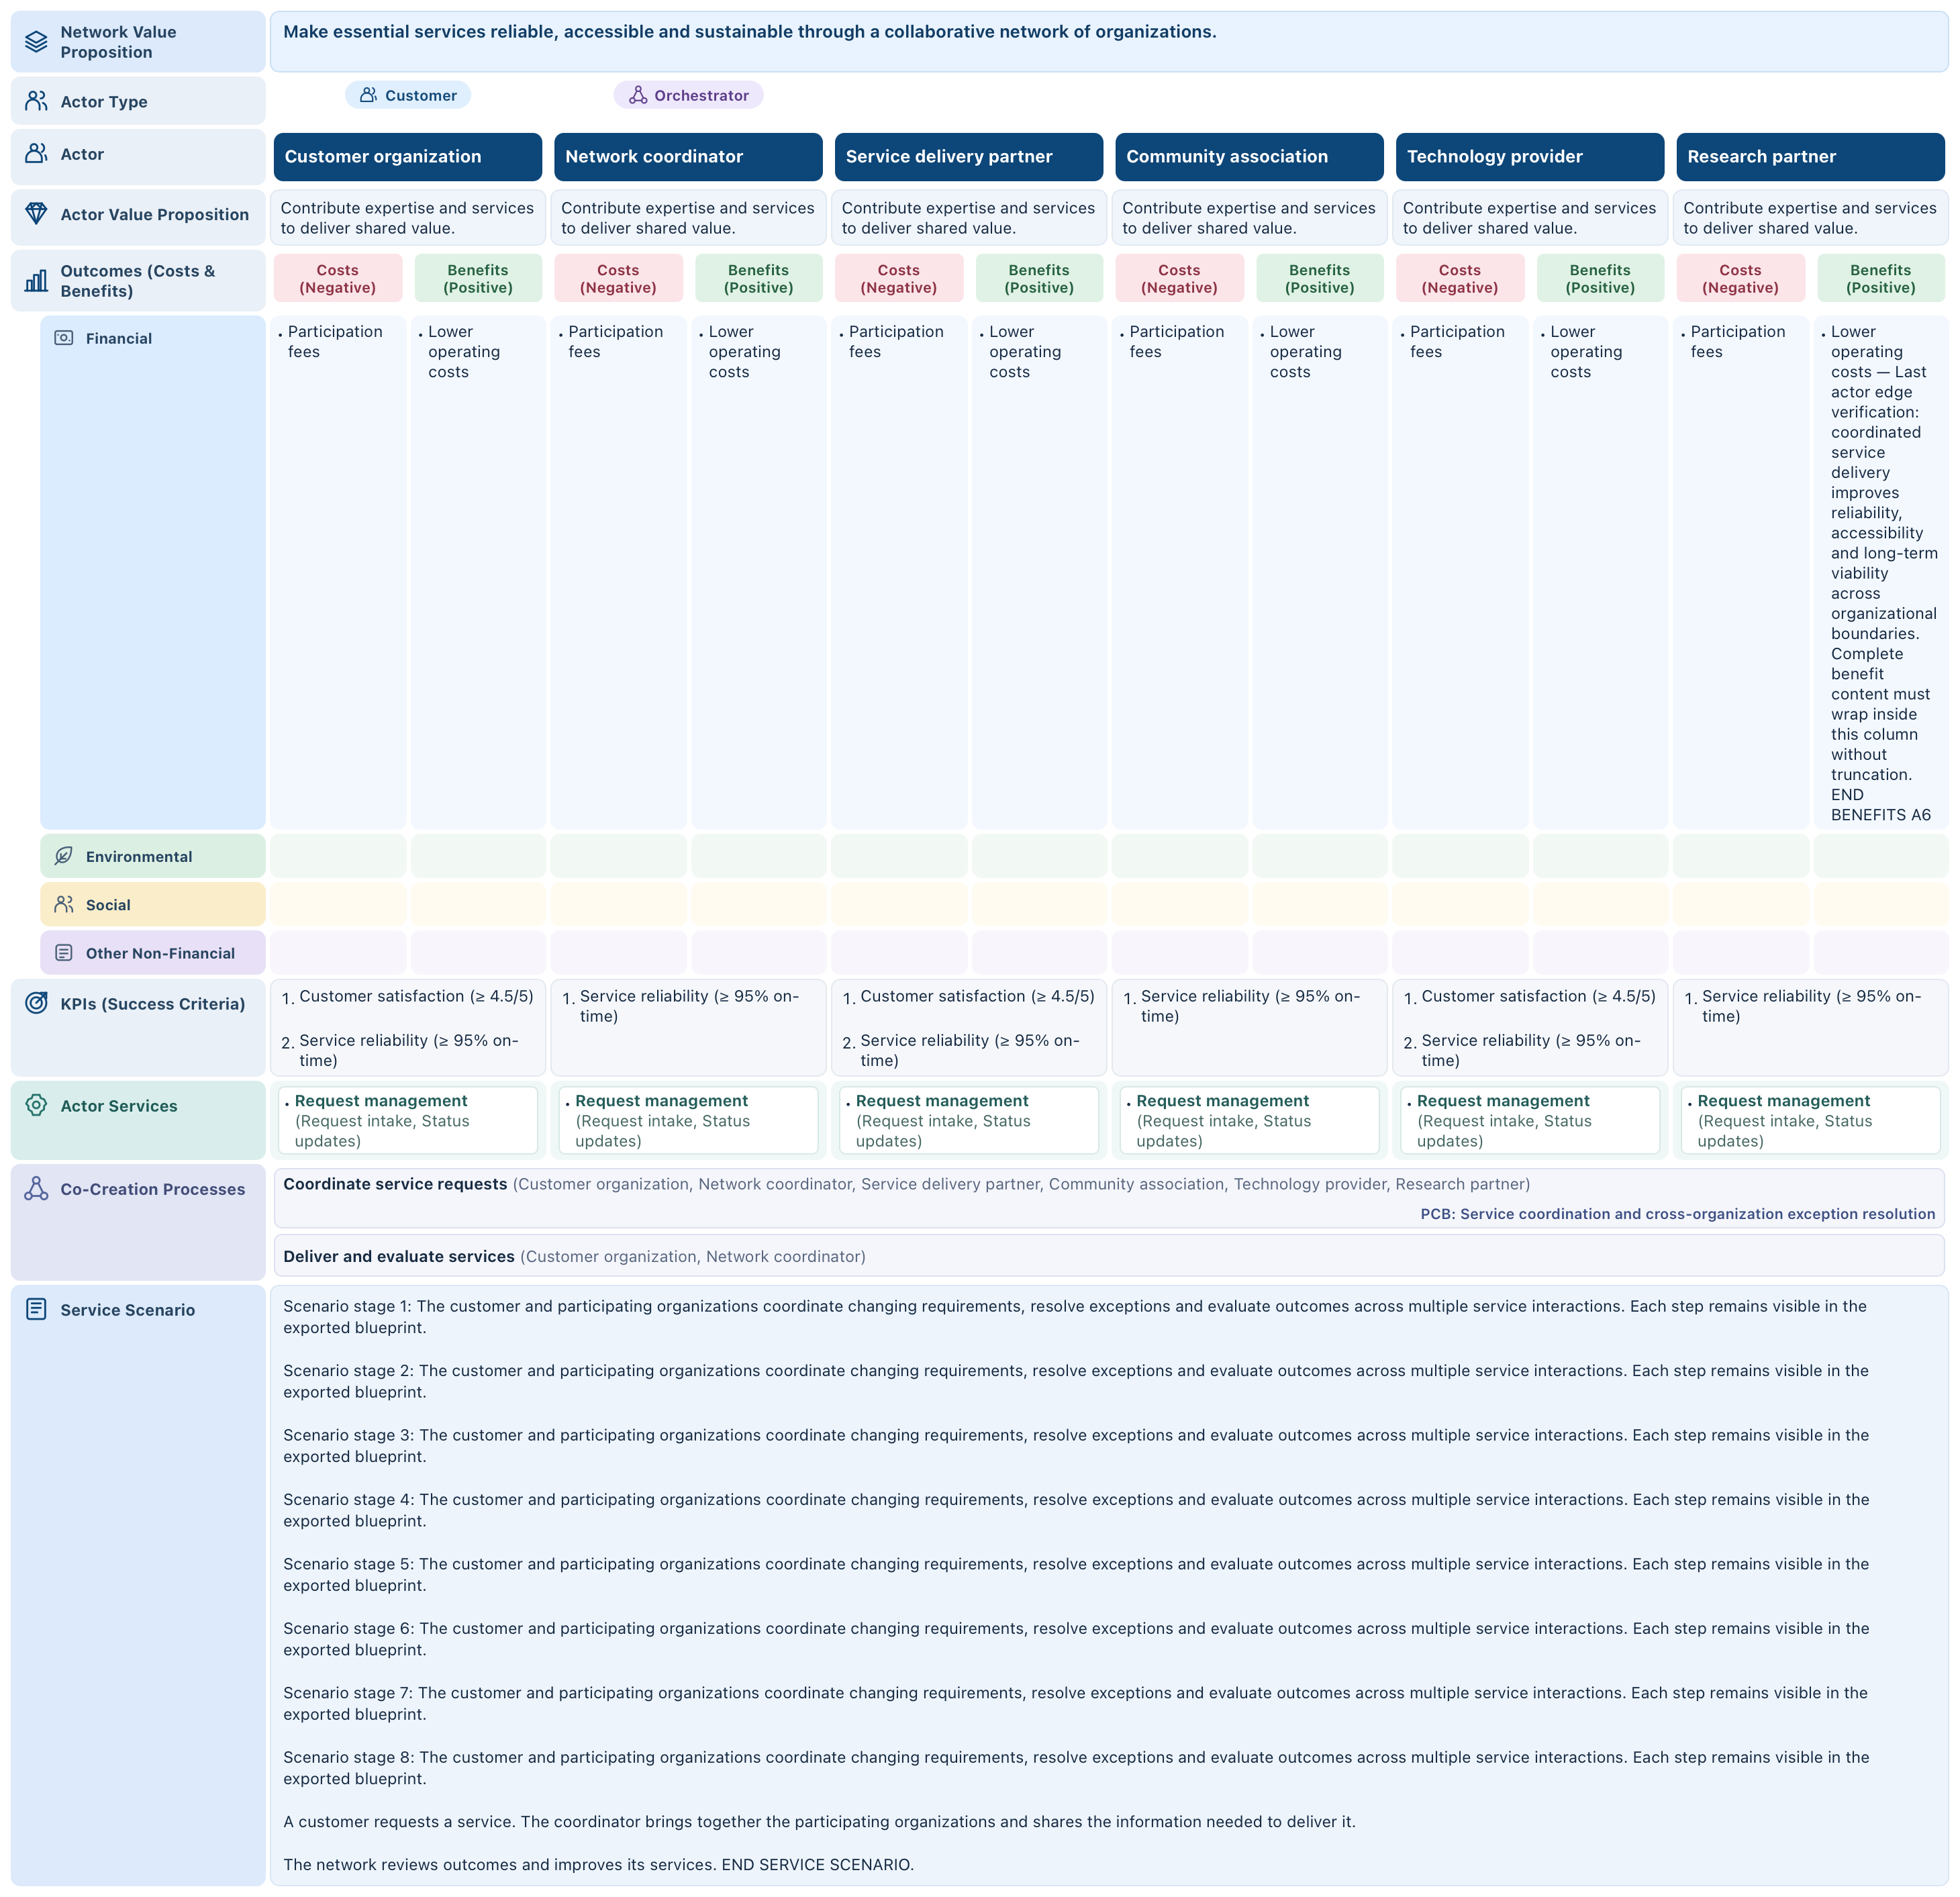 Network Value
Proposition
Make essential services reliable, accessible and sustainable through a collaborative network of organizations.
Actor Type
Customer
Orchestrator
Actor
Customer organization
Network coordinator
Service delivery partner
Community association
Technology provider
Research partner
Actor Value Proposition
Contribute expertise and services
to deliver shared value.
Contribute expertise and services
to deliver shared value.
Contribute expertise and services
to deliver shared value.
Contribute expertise and services
to deliver shared value.
Contribute expertise and services
to deliver shared value.
Contribute expertise and services
to deliver shared value.
Outcomes (Costs &
Benefits)
Costs
(Negative)
Benefits
(Positive)
Costs
(Negative)
Benefits
(Positive)
Costs
(Negative)
Benefits
(Positive)
Costs
(Negative)
Benefits
(Positive)
Costs
(Negative)
Benefits
(Positive)
Costs
(Negative)
Benefits
(Positive)
Financial
• Participation
fees
• Lower
operating
costs
• Participation
fees
• Lower
operating
costs
• Participation
fees
• Lower
operating
costs
• Participation
fees
• Lower
operating
costs
• Participation
fees
• Lower
operating
costs
• Participation
fees
• Lower
operating
costs — Last
actor edge
verification:
coordinated
service
delivery
improves
reliability,
accessibility
and long-term
viability
across
organizational
boundaries.
Complete
benefit
content must
wrap inside
this column
without
truncation.
END
BENEFITS A6
Environmental
Social
Other Non-Financial
KPIs (Success Criteria)
1. Customer satisfaction (≥ 4.5/5)
2. Service reliability (≥ 95% on-
time)
1. Service reliability (≥ 95% on-
time)
1. Customer satisfaction (≥ 4.5/5)
2. Service reliability (≥ 95% on-
time)
1. Service reliability (≥ 95% on-
time)
1. Customer satisfaction (≥ 4.5/5)
2. Service reliability (≥ 95% on-
time)
1. Service reliability (≥ 95% on-
time)
Actor Services
• Request management
(Request intake, Status
updates)
• Request management
(Request intake, Status
updates)
• Request management
(Request intake, Status
updates)
• Request management
(Request intake, Status
updates)
• Request management
(Request intake, Status
updates)
• Request management
(Request intake, Status
updates)
Co-Creation Processes
Coordinate service requests (Customer organization, Network coordinator, Service delivery partner, Community association, Technology provider, Research partner)
PCB: Service coordination and cross-organization exception resolution
Deliver and evaluate services (Customer organization, Network coordinator)
Service Scenario
Scenario stage 1: The customer and participating organizations coordinate changing requirements, resolve exceptions and evaluate outcomes across multiple service interactions. Each step remains visible in the
exported blueprint.
Scenario stage 2: The customer and participating organizations coordinate changing requirements, resolve exceptions and evaluate outcomes across multiple service interactions. Each step remains visible in the
exported blueprint.
Scenario stage 3: The customer and participating organizations coordinate changing requirements, resolve exceptions and evaluate outcomes across multiple service interactions. Each step remains visible in the
exported blueprint.
Scenario stage 4: The customer and participating organizations coordinate changing requirements, resolve exceptions and evaluate outcomes across multiple service interactions. Each step remains visible in the
exported blueprint.
Scenario stage 5: The customer and participating organizations coordinate changing requirements, resolve exceptions and evaluate outcomes across multiple service interactions. Each step remains visible in the
exported blueprint.
Scenario stage 6: The customer and participating organizations coordinate changing requirements, resolve exceptions and evaluate outcomes across multiple service interactions. Each step remains visible in the
exported blueprint.
Scenario stage 7: The customer and participating organizations coordinate changing requirements, resolve exceptions and evaluate outcomes across multiple service interactions. Each step remains visible in the
exported blueprint.
Scenario stage 8: The customer and participating organizations coordinate changing requirements, resolve exceptions and evaluate outcomes across multiple service interactions. Each step remains visible in the
exported blueprint.
A customer requests a service. The coordinator brings together the participating organizations and shares the information needed to deliver it.
The network reviews outcomes and improves its services. END SERVICE SCENARIO.